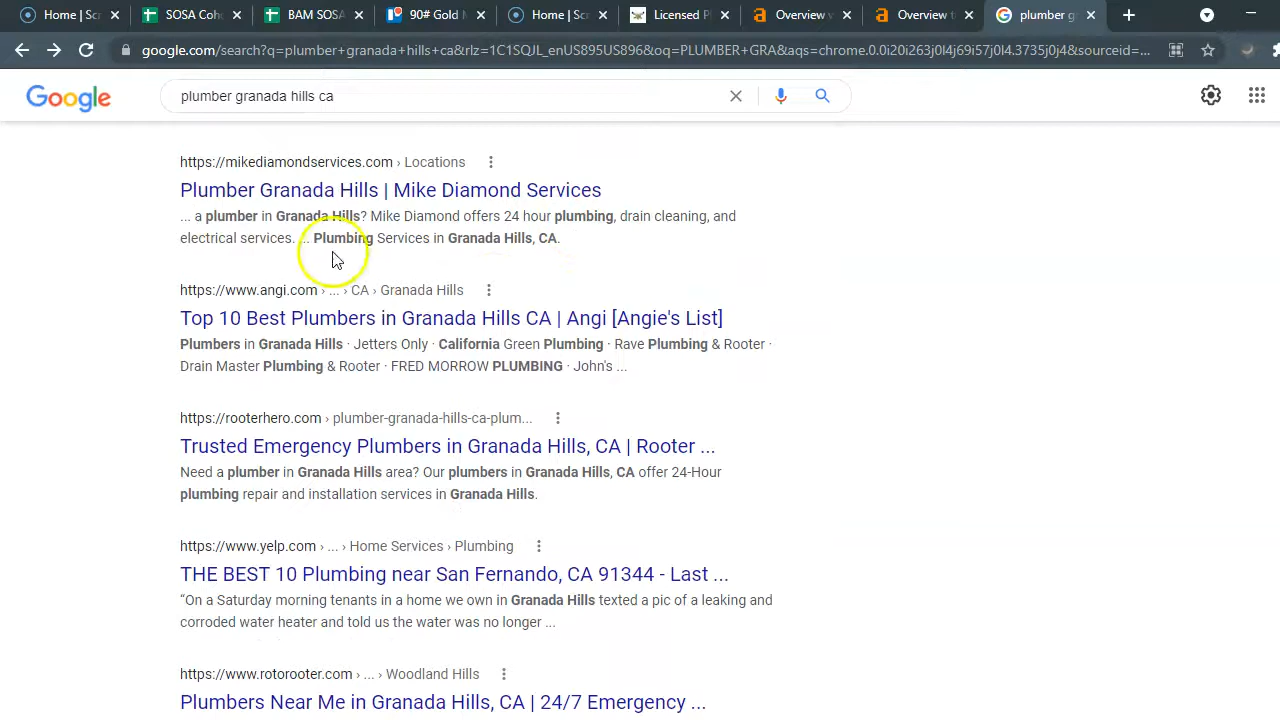 Home | Scr
SOSA Coh
BAM SOSA
90# Gold M
Home | Scr
Licensed P
Overview v
Overview t
plumber g
google.com/search?q=plumber+granada+hills+ca&rlz=1C1SQJL_enUS895US896&oq=PLUMBER+GRA&aqs=chrome.0.0i20i263j0l4j69i57j0l4.3735j0j4&sourceid=...
Google
plumber granada hills ca
https://mikediamondservices.com › Locations
Plumber Granada Hills | Mike Diamond Services
... a plumber in Granada Hills? Mike Diamond offers 24 hour plumbing, drain cleaning, and
electrical services. ... Plumbing Services in Granada Hills, CA.
https://www.angi.com › ... › CA › Granada Hills
Top 10 Best Plumbers in Granada Hills CA | Angi [Angie's List]
Plumbers in Granada Hills · Jetters Only · California Green Plumbing · Rave Plumbing & Rooter ·
Drain Master Plumbing & Rooter · FRED MORROW PLUMBING · John's ...
https://rooterhero.com › plumber-granada-hills-ca-plum...
Trusted Emergency Plumbers in Granada Hills, CA | Rooter ...
Need a plumber in Granada Hills area? Our plumbers in Granada Hills, CA offer 24-Hour
plumbing repair and installation services in Granada Hills.
https://www.yelp.com › ... › Home Services › Plumbing
THE BEST 10 Plumbing near San Fernando, CA 91344 - Last ...
“On a Saturday morning tenants in a home we own in Granada Hills texted a pic of a leaking and
corroded water heater and told us the water was no longer ...
https://www.rotorooter.com › ... › Woodland Hills
Plumbers Near Me in Granada Hills, CA | 24/7 Emergency ...